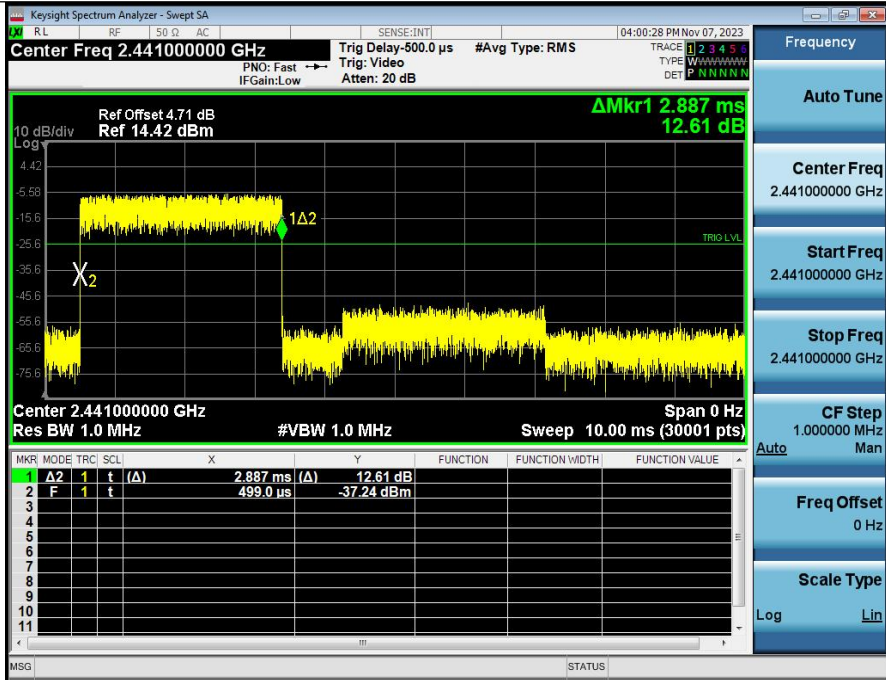 Keysight Spectrum Analyzer - Swept SA
LXI RL RF 50 Ω AC SENSE:INT 04:00:28 PM Nov 07, 2023
Center Freq 2.441000000 GHz
PNO: Fast
IFGain:Low
Trig Delay-500.0 µs
Trig: Video
Atten: 20 dB
#Avg Type: RMS
TRACE 1 2 3 4 5 6
TYPE WWWWWW
DET P N N N N N
ΔMkr1 2.887 ms
12.61 dB
Ref Offset 4.71 dB
10 dB/div Ref 14.42 dBm
Log
4.42
-5.58
-15.6
-25.6
-35.6
-45.6
-55.6
-65.6
-75.6
1Δ2
TRIG LVL
X2
Center 2.441000000 GHz Span 0 Hz
Res BW 1.0 MHz #VBW 1.0 MHz Sweep 10.00 ms (30001 pts)
MKR MODE TRC SCL X Y FUNCTION FUNCTION WIDTH FUNCTION VALUE
1 Δ2 1 t (Δ) 2.887 ms (Δ) 12.61 dB
2 F 1 t 499.0 µs -37.24 dBm
3
4
5
6
7
8
9
10
11
MSG STATUS
Frequency
Auto Tune
Center Freq
2.441000000 GHz
Start Freq
2.441000000 GHz
Stop Freq
2.441000000 GHz
CF Step
1.000000 MHz
Auto Man
Freq Offset
0 Hz
Scale Type
Log Lin